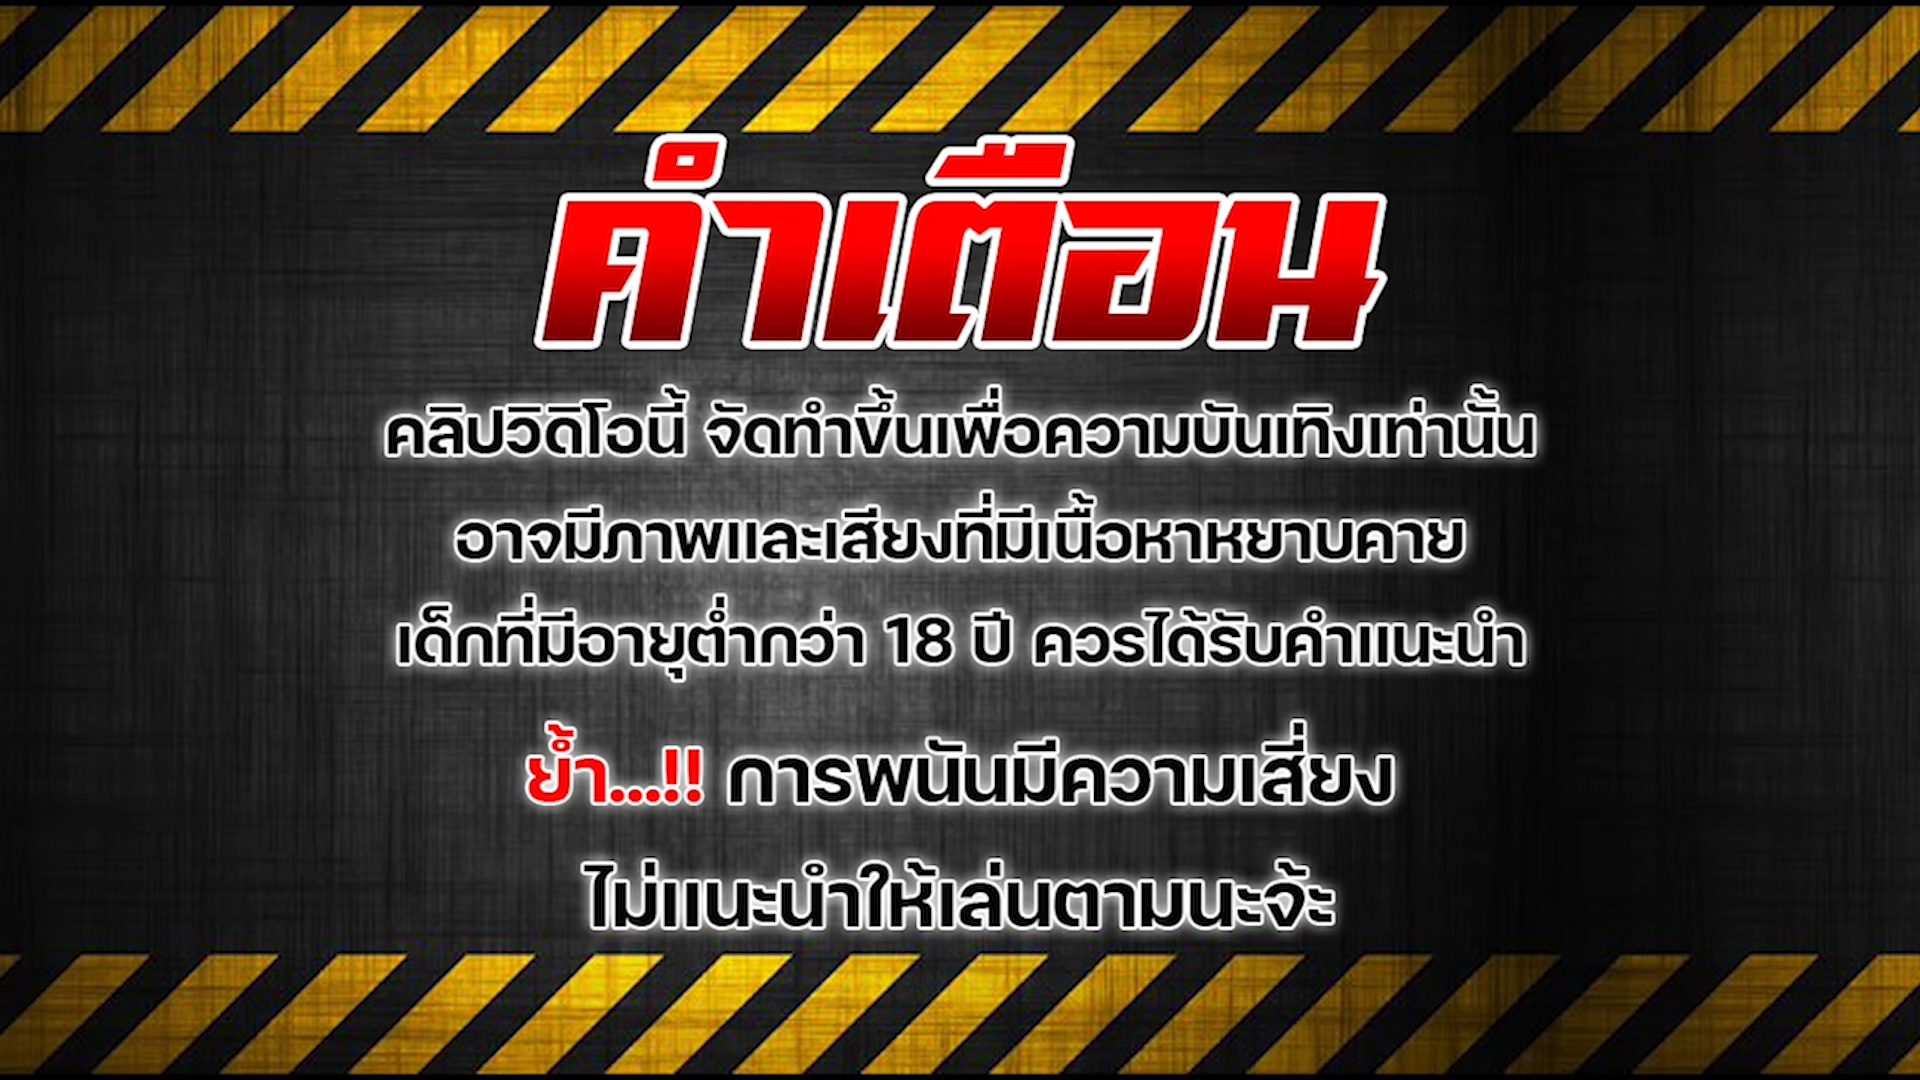 คำเตือน
คลิปวิดิโอนี้ จัดทำขึ้นเพื่อความบันเทิงเท่านั้น
อาจมีภาพและเสียงที่มีเนื้อหาหยาบคาย
เด็กที่มีอายุต่ำกว่า 18 ปี ควรได้รับคำแนะนำ
ย้ำ...!! การพนันมีความเสี่ยง
ไม่แนะนำให้เล่นตามนะจ้ะ